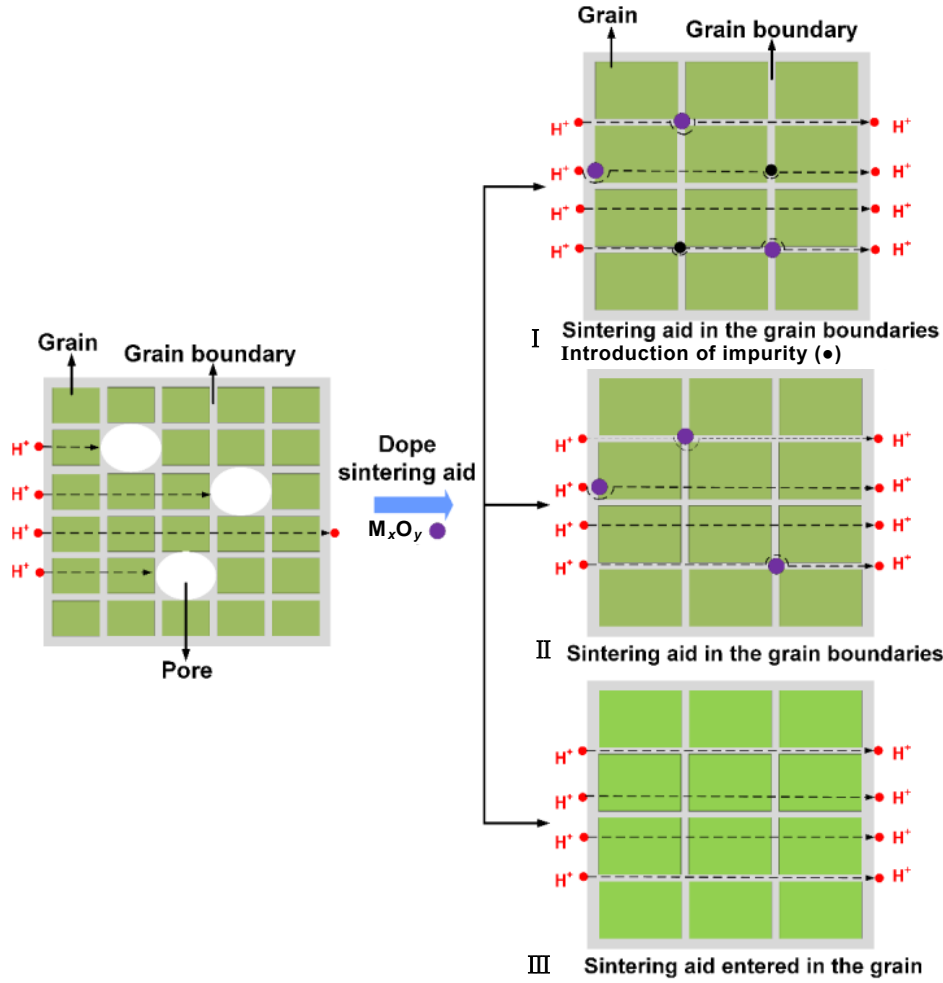 Grain
Grain boundary
H⁺
H⁺
H⁺
H⁺
Pore
Dope
sintering aid
MₓOᵧ
Grain
Grain boundary
H⁺ H⁺
H⁺ H⁺
H⁺ H⁺
H⁺ H⁺
I Sintering aid in the grain boundaries
Introduction of impurity (●)
H⁺ H⁺
H⁺ H⁺
H⁺ H⁺
H⁺ H⁺
II Sintering aid in the grain boundaries
H⁺ H⁺
H⁺ H⁺
H⁺ H⁺
H⁺ H⁺
III Sintering aid entered in the grain